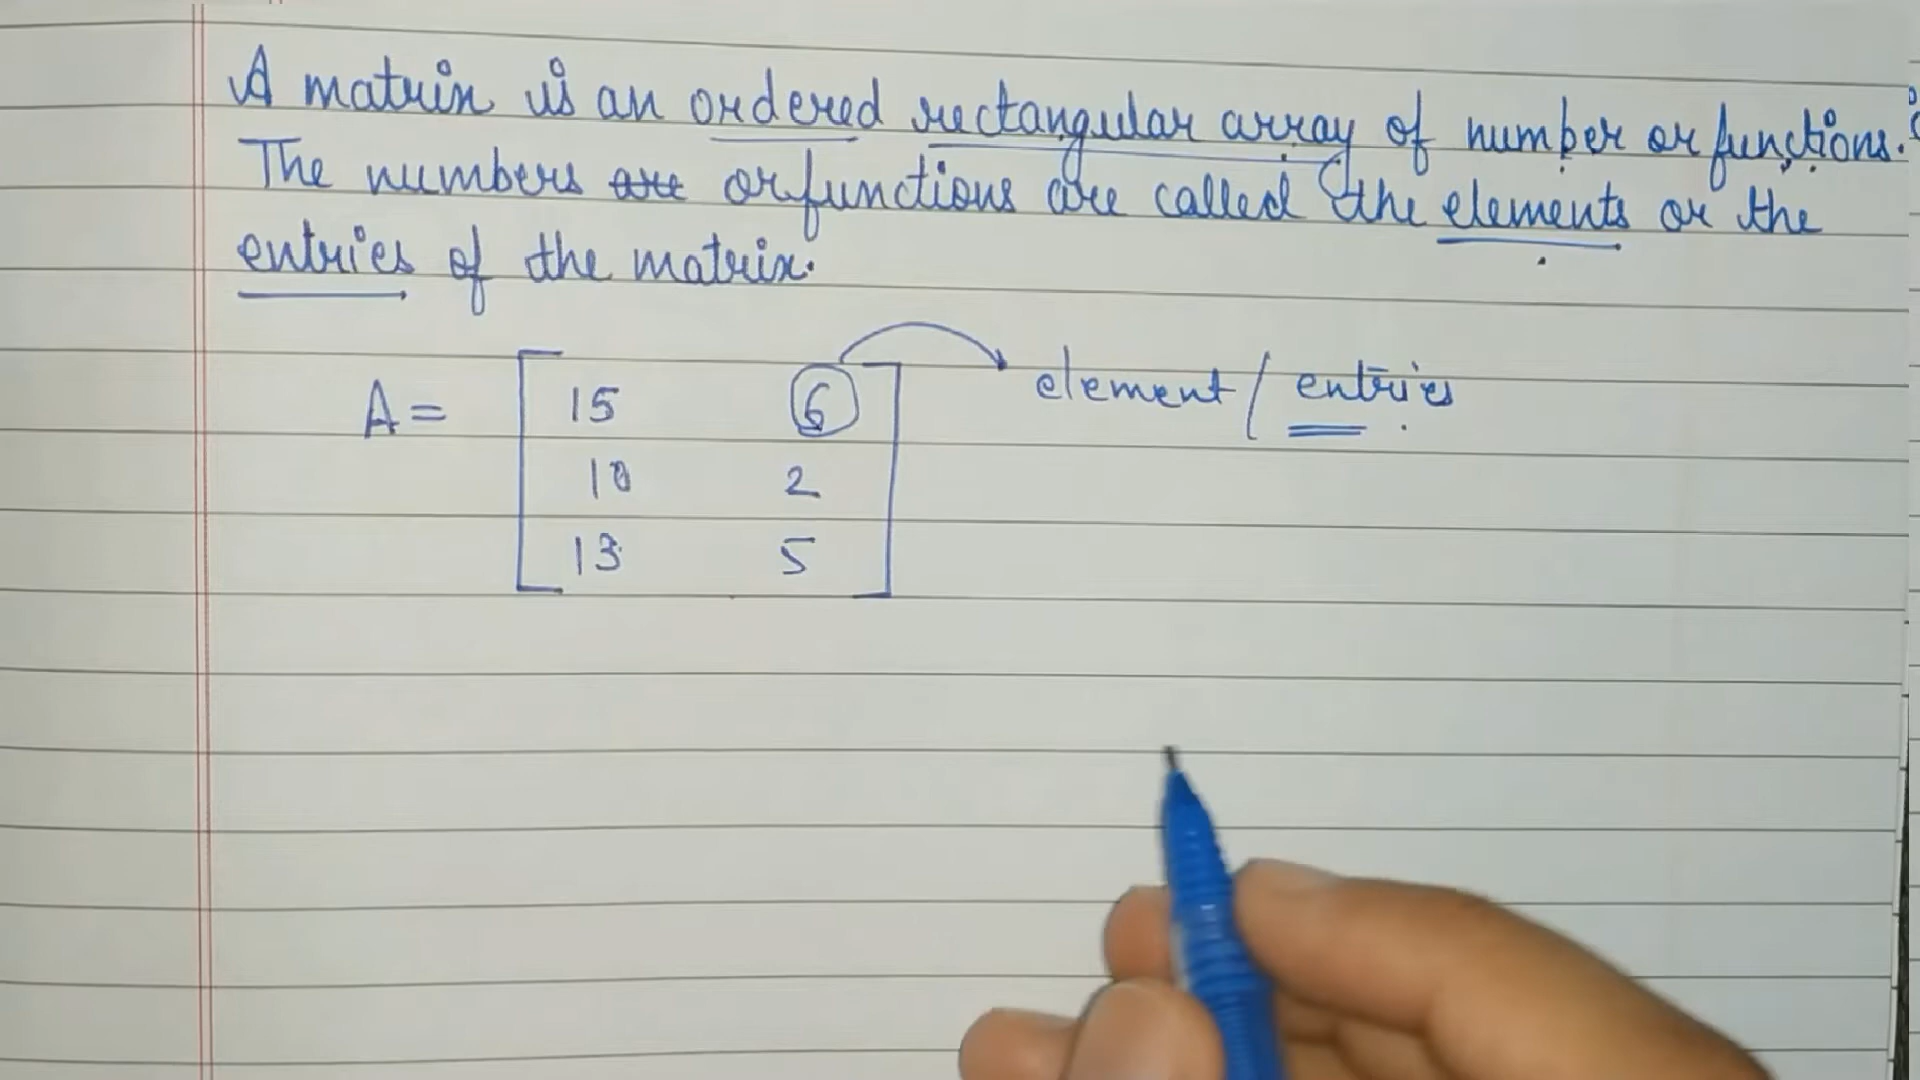 A matrix is an ordered rectangular array of number or functions.
The numbers are or functions are called the elements or the
entries of the matrix.
A = [ 15 6 element / entries
10 2
13 5 ]